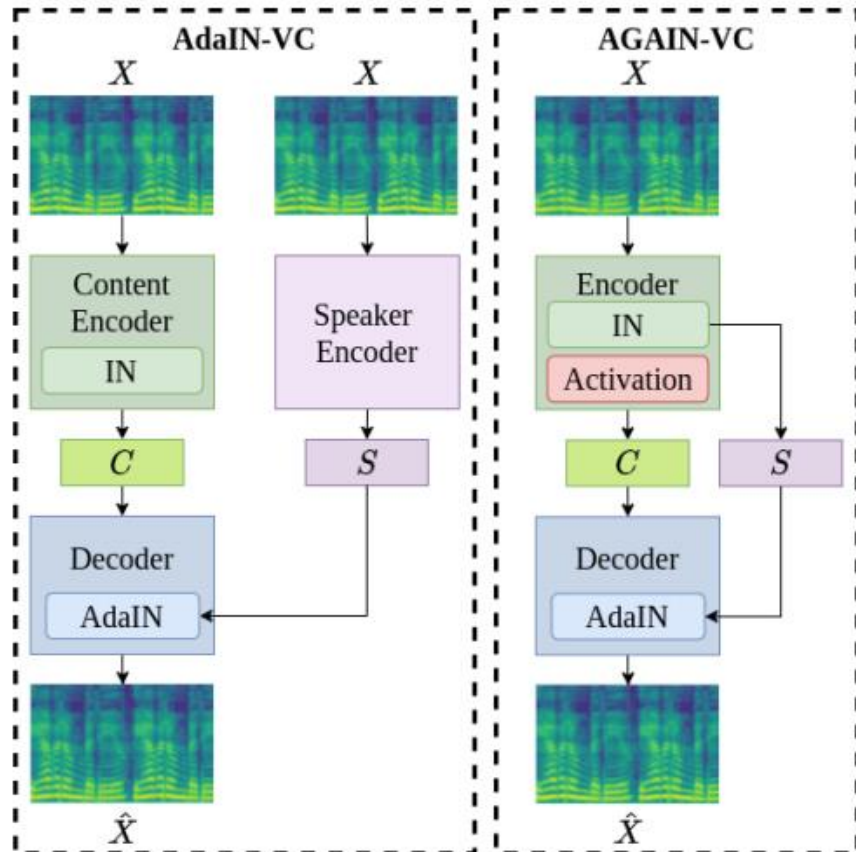 AdaIN-VC
X
X
Content
Encoder
IN
Speaker
Encoder
C
S
Decoder
AdaIN
X̂
AGAIN-VC
X
Encoder
IN
Activation
C
S
Decoder
AdaIN
X̂